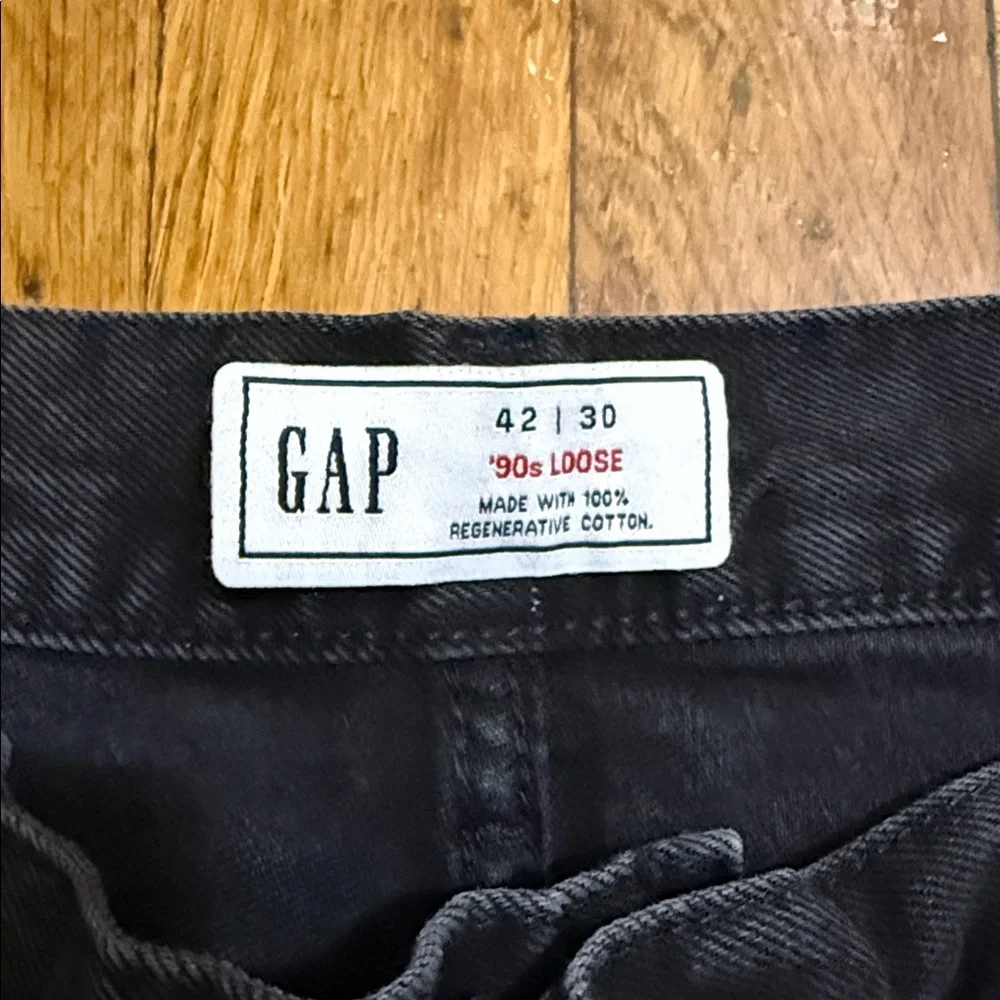 GAP
42 | 30
'90s LOOSE
MADE WITH 100%
REGENERATIVE COTTON.